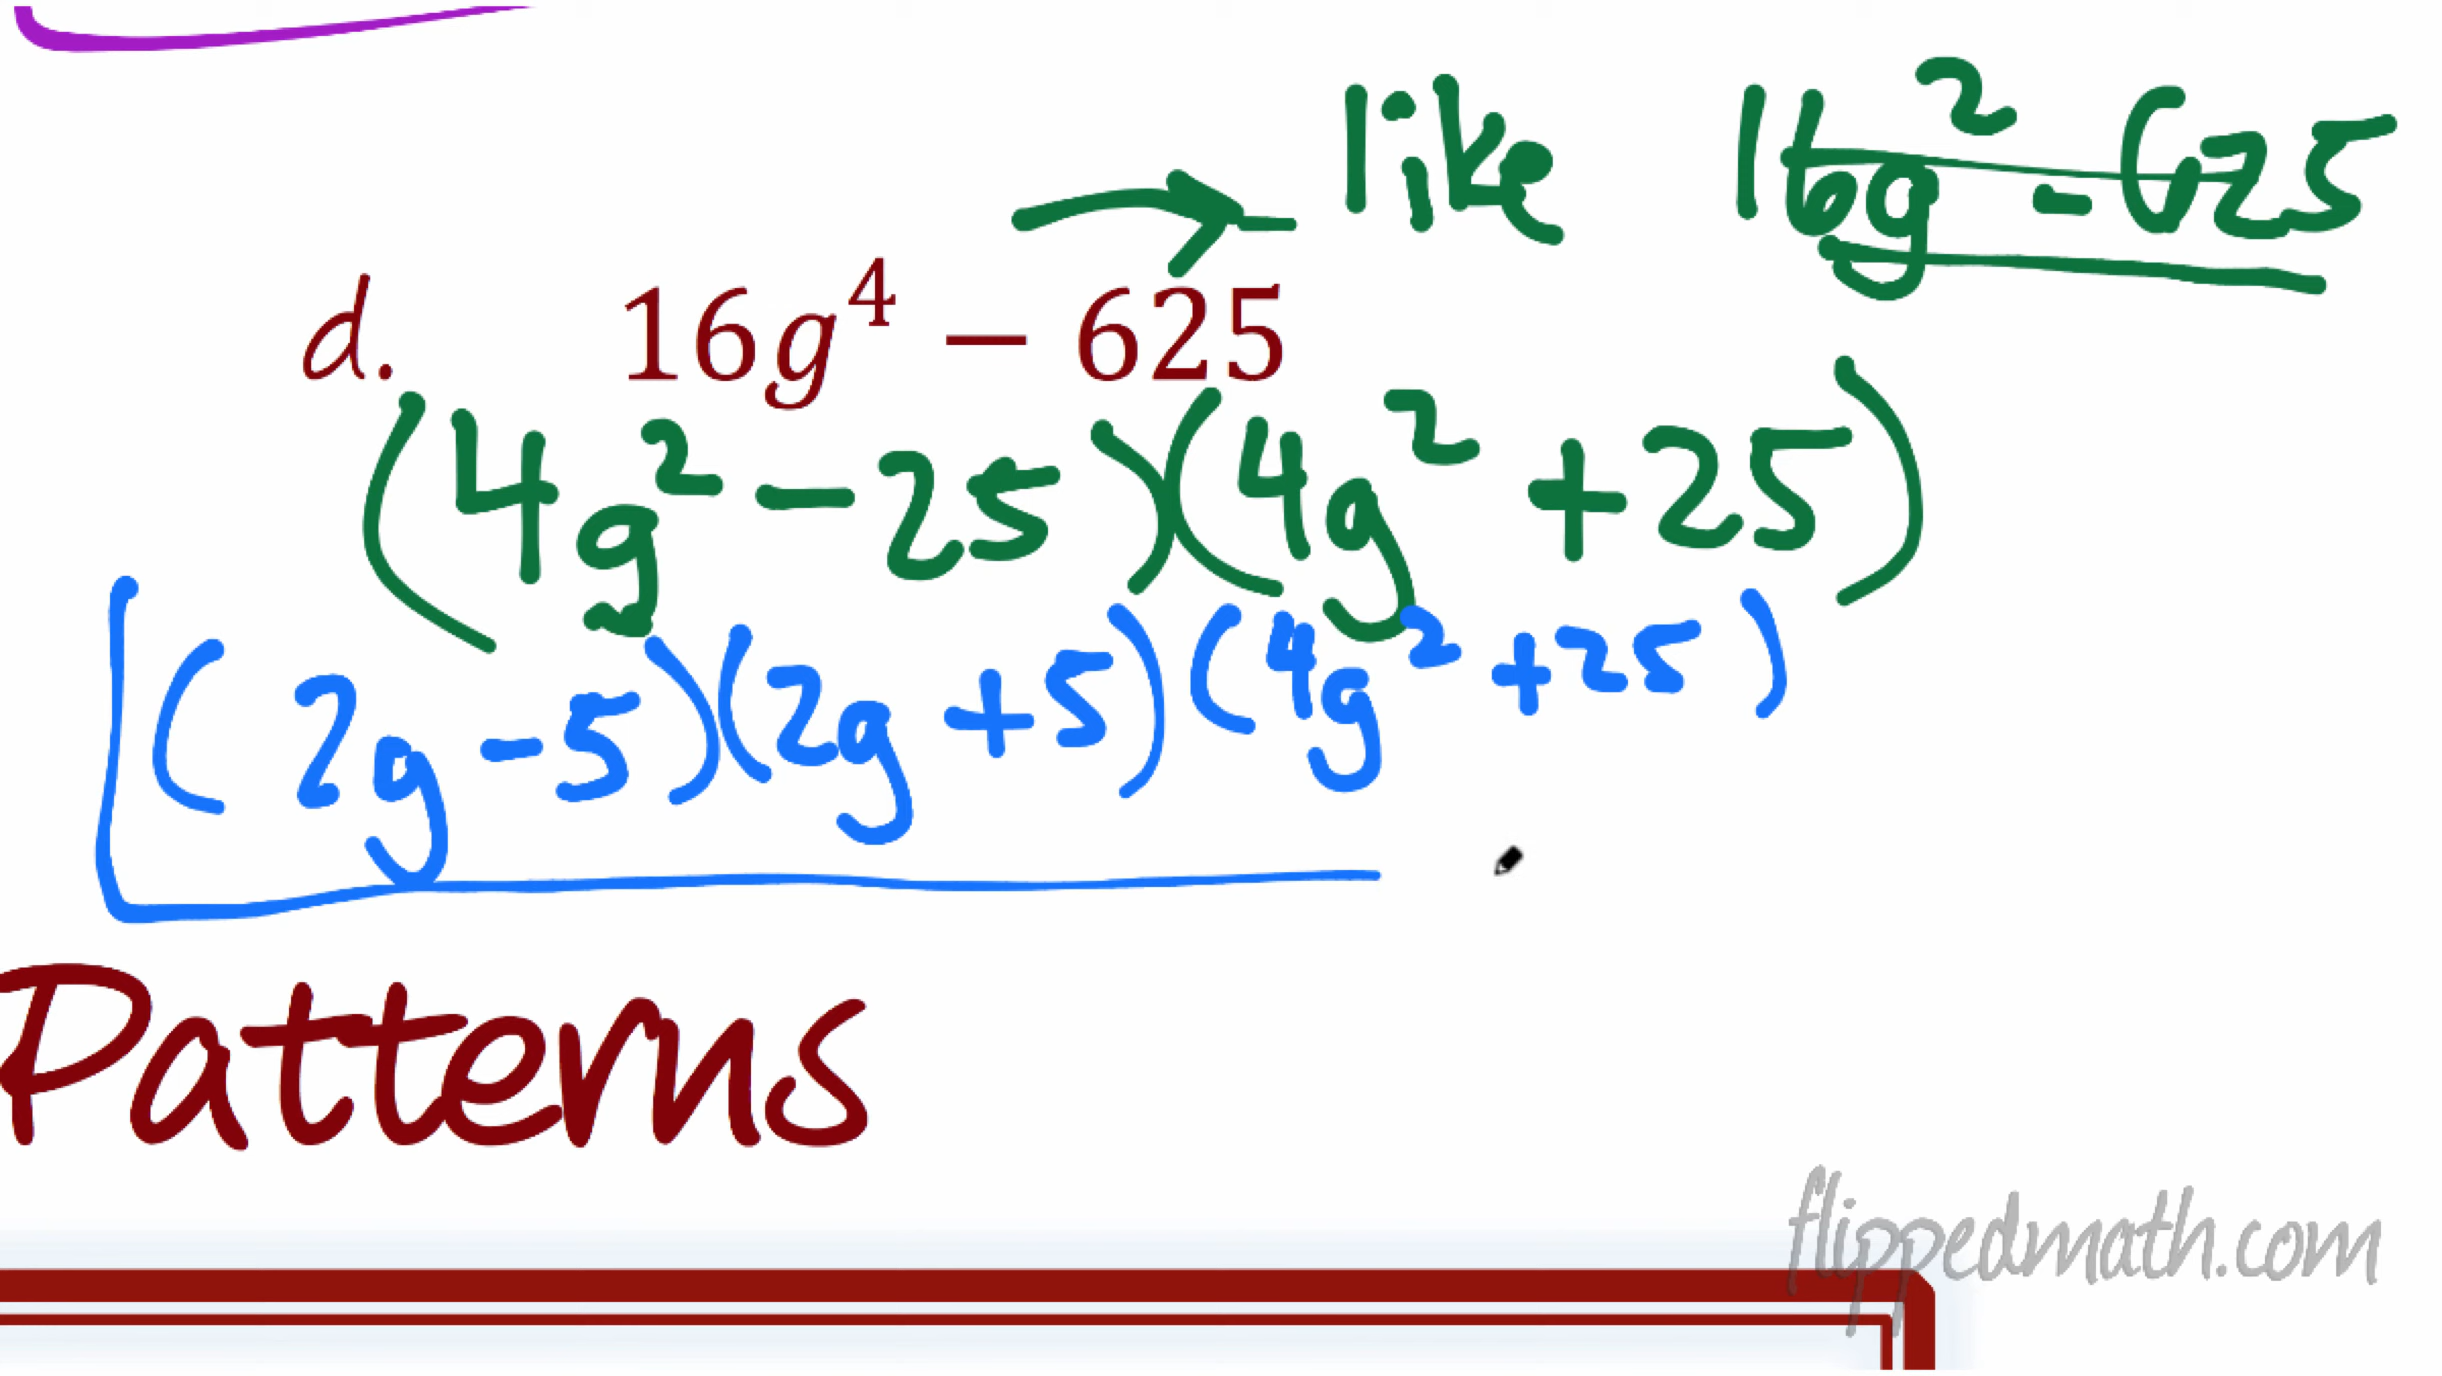 like 16g² - 625
d. 16g⁴ − 625
(4g² - 25)(4g² + 25)
(2g - 5)(2g + 5)(4g² + 25)
Patterns
flippedmath.com